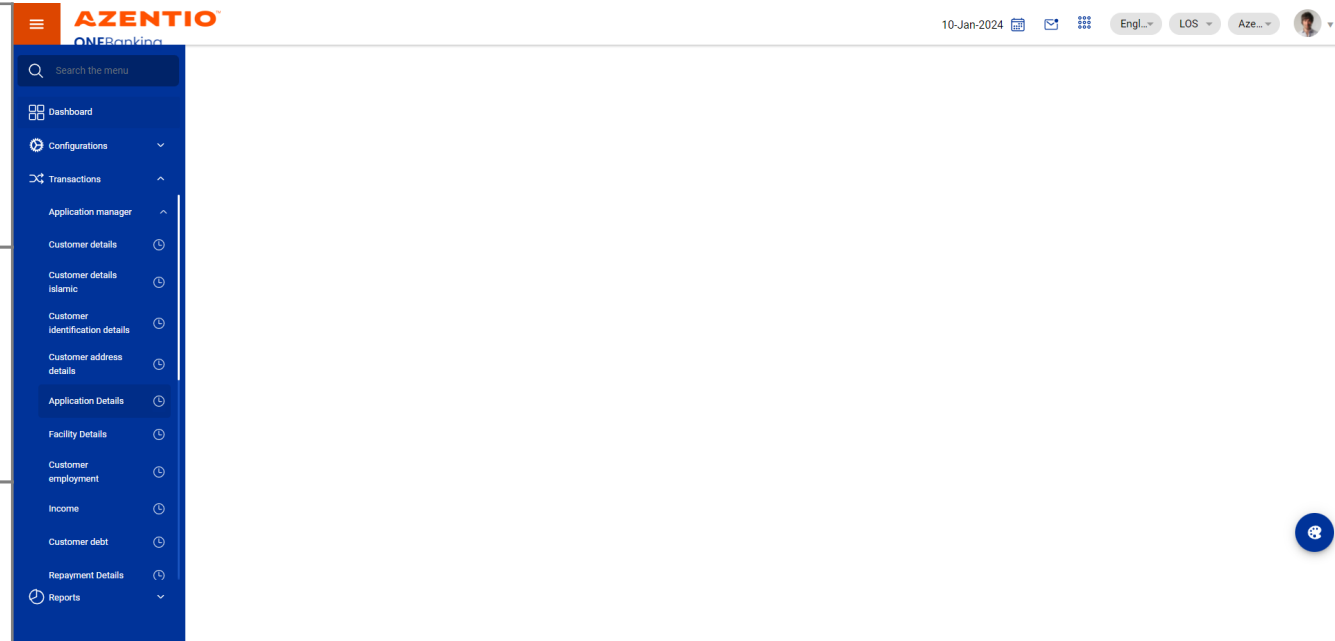 AZENTIO™
ONEBanking
10-Jan-2024
Engl...
LOS
Aze...
Search the menu
Dashboard
Configurations
Transactions
Application manager
Customer details
Customer details
islamic
Customer
identification details
Customer address
details
Application Details
Facility Details
Customer
employment
Income
Customer debt
Repayment Details
Reports